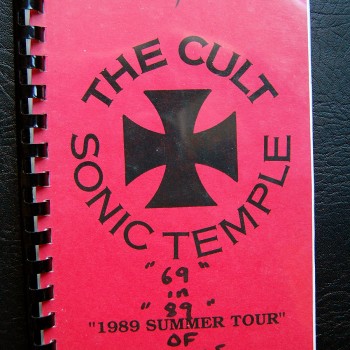 THE CULT
SONIC TEMPLE
"69"
in
"89"
"1989 SUMMER TOUR"
OF